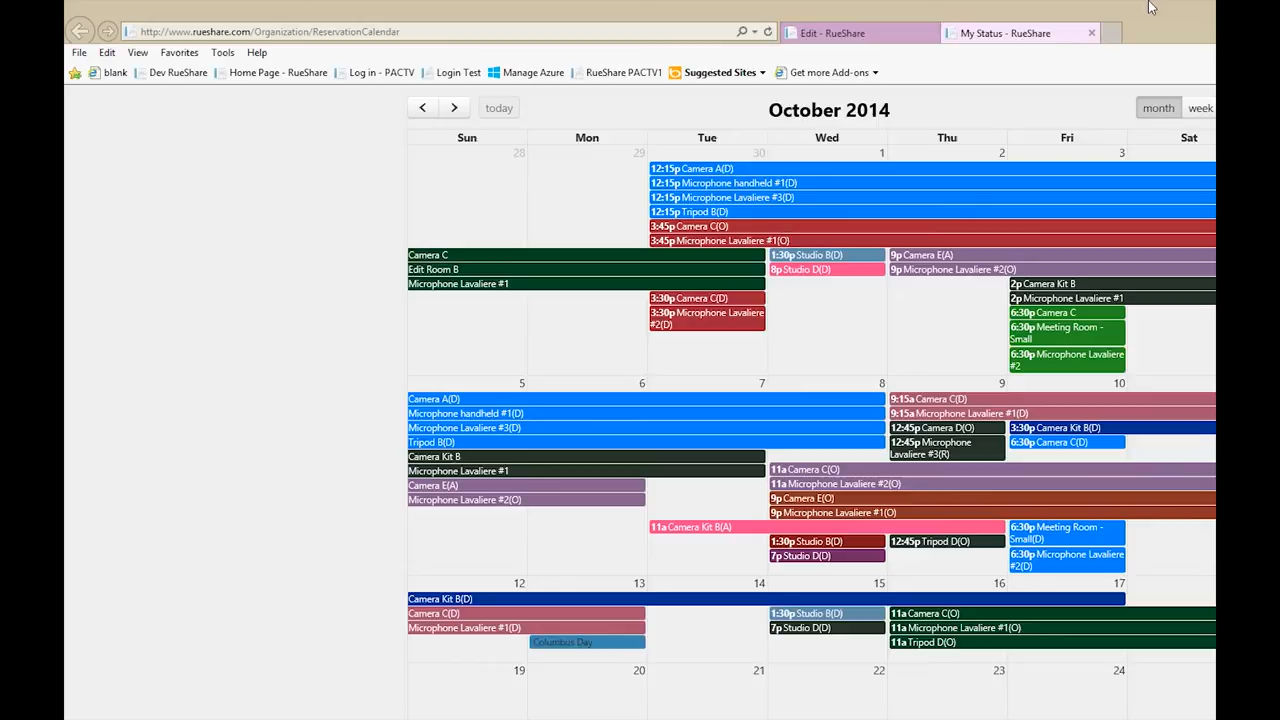 http://www.rueshare.com/Organization/ReservationCalendar
Edit - RueShare
My Status - RueShare
File Edit View Favorites Tools Help
blank Dev RueShare Home Page - RueShare Log in - PACTV Login Test Manage Azure RueShare PACTV1 Suggested Sites Get more Add-ons
today
October 2014
month week
Sun Mon Tue Wed Thu Fri Sat
28 29 30 1 2 3
12:15p Camera A(D)
12:15p Microphone handheld #1(D)
12:15p Microphone Lavaliere #3(D)
12:15p Tripod B(D)
3:45p Camera C(O)
3:45p Microphone Lavaliere #1(O)
Camera C 1:30p Studio B(D) 9p Camera E(A)
Edit Room B 8p Studio D(D) 9p Microphone Lavaliere #2(O)
Microphone Lavaliere #1 2p Camera Kit B
3:30p Camera C(D) 2p Microphone Lavaliere #1
3:30p Microphone 6:30p Camera C
Lavaliere
#2(D) 6:30p Meeting Room -
Small
6:30p Microphone Lavaliere
#2
5 6 7 8 9 10
Camera A(D) 9:15a Camera C(D)
Microphone handheld #1(D) 9:15a Microphone Lavaliere #1(D)
Microphone Lavaliere #3(D) 12:45p Camera D(O) 3:30p Camera Kit B(D)
Tripod B(D) 12:45p Microphone 6:30p Camera C(D)
Lavaliere #3(R)
Camera Kit B
Microphone Lavaliere #1 11a Camera C(O)
Camera E(A) 11a Microphone Lavaliere #2(O)
Microphone Lavaliere #2(O) 9p Camera E(O)
9p Microphone Lavaliere #1(O)
11a Camera Kit B(A) 6:30p Meeting Room -
Small(D)
1:30p Studio B(D) 12:45p Tripod D(O)
7p Studio D(D) 6:30p Microphone Lavaliere
#2(D)
12 13 14 15 16 17
Camera Kit B(D)
Camera C(D) 1:30p Studio B(D) 11a Camera C(O)
Microphone Lavaliere #1(D) 7p Studio D(D) 11a Microphone Lavaliere #1(O)
Columbus Day 11a Tripod D(O)
19 20 21 22 23 24